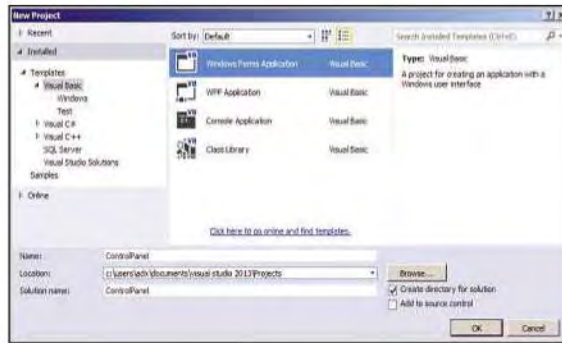 New Project
Recent
Installed
Templates
Visual Basic
Windows
Test
Visual C#
Visual C++
SQL Server
Visual Studio Solutions
Samples
Online
Sort by: Default
Windows Forms Application Visual Basic
WPF Application Visual Basic
Console Application Visual Basic
Class Library Visual Basic
Click here to go online and find templates.
Search Installed Templates (Ctrl+E)
Type: Visual Basic
A project for creating an application with a
Windows user interface
Name: ControlPanel
Location: c:\users\adx\documents\visual studio 2013\Projects
Solution name: ControlPanel
Browse...
Create directory for solution
Add to source control
OK Cancel